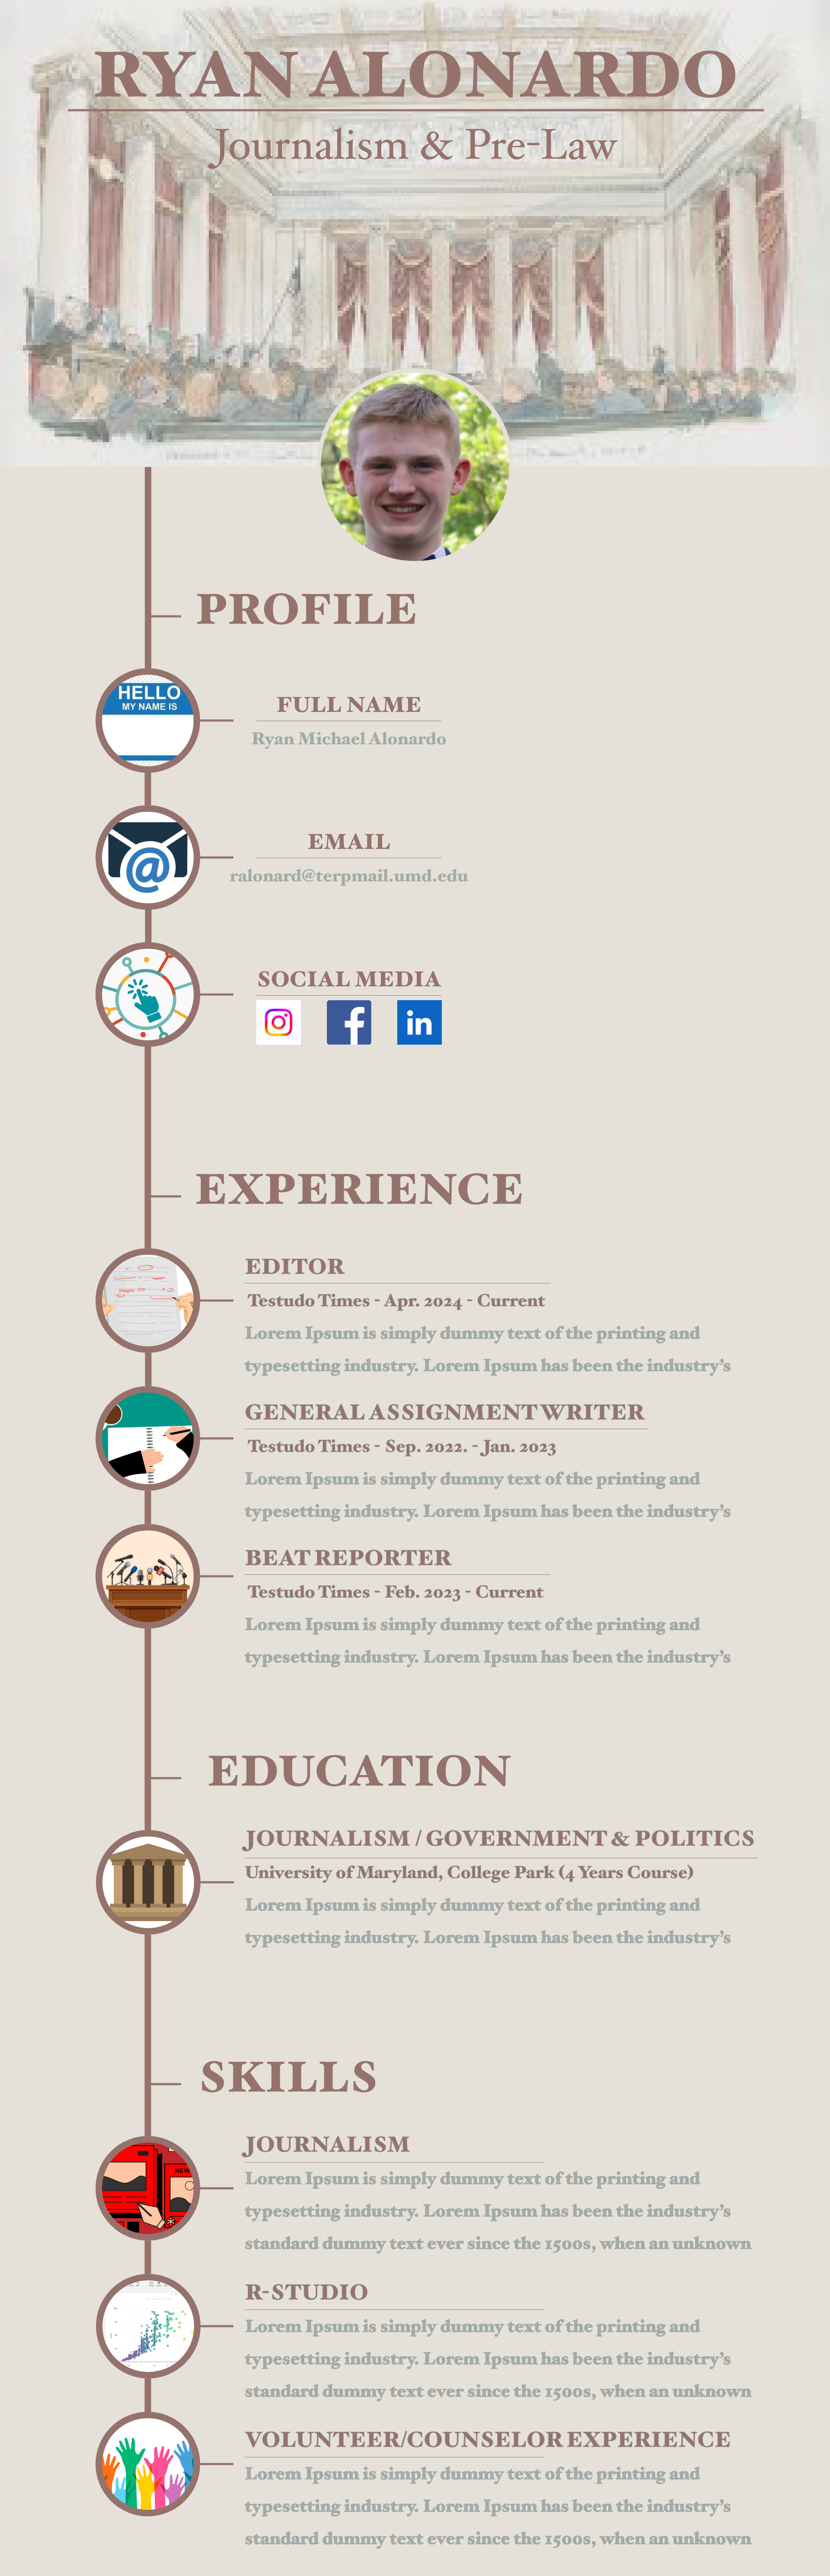 RYAN ALONARDO
Journalism & Pre-Law
PROFILE
HELLO
MY NAME IS
FULL NAME
Ryan Michael Alonardo
@
EMAIL
ralonard@terpmail.umd.edu
SOCIAL MEDIA
f
in
EXPERIENCE
EDITOR
Testudo Times - Apr. 2024 - Current
Lorem Ipsum is simply dummy text of the printing and
typesetting industry. Lorem Ipsum has been the industry's
GENERAL ASSIGNMENT WRITER
Testudo Times - Sep. 2022. - Jan. 2023
Lorem Ipsum is simply dummy text of the printing and
typesetting industry. Lorem Ipsum has been the industry's
BEAT REPORTER
Testudo Times - Feb. 2023 - Current
Lorem Ipsum is simply dummy text of the printing and
typesetting industry. Lorem Ipsum has been the industry's
EDUCATION
JOURNALISM / GOVERNMENT & POLITICS
University of Maryland, College Park (4 Years Course)
Lorem Ipsum is simply dummy text of the printing and
typesetting industry. Lorem Ipsum has been the industry's
SKILLS
JOURNALISM
NEW
Lorem Ipsum is simply dummy text of the printing and
typesetting industry. Lorem Ipsum has been the industry's
standard dummy text ever since the 1500s, when an unknown
R-STUDIO
Lorem Ipsum is simply dummy text of the printing and
typesetting industry. Lorem Ipsum has been the industry's
standard dummy text ever since the 1500s, when an unknown
VOLUNTEER/COUNSELOR EXPERIENCE
Lorem Ipsum is simply dummy text of the printing and
typesetting industry. Lorem Ipsum has been the industry's
standard dummy text ever since the 1500s, when an unknown